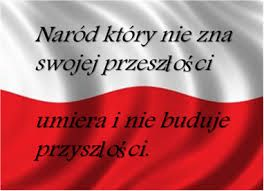 Naród który nie zna
swojej przeszłości
umiera i nie buduje
przyszłości.